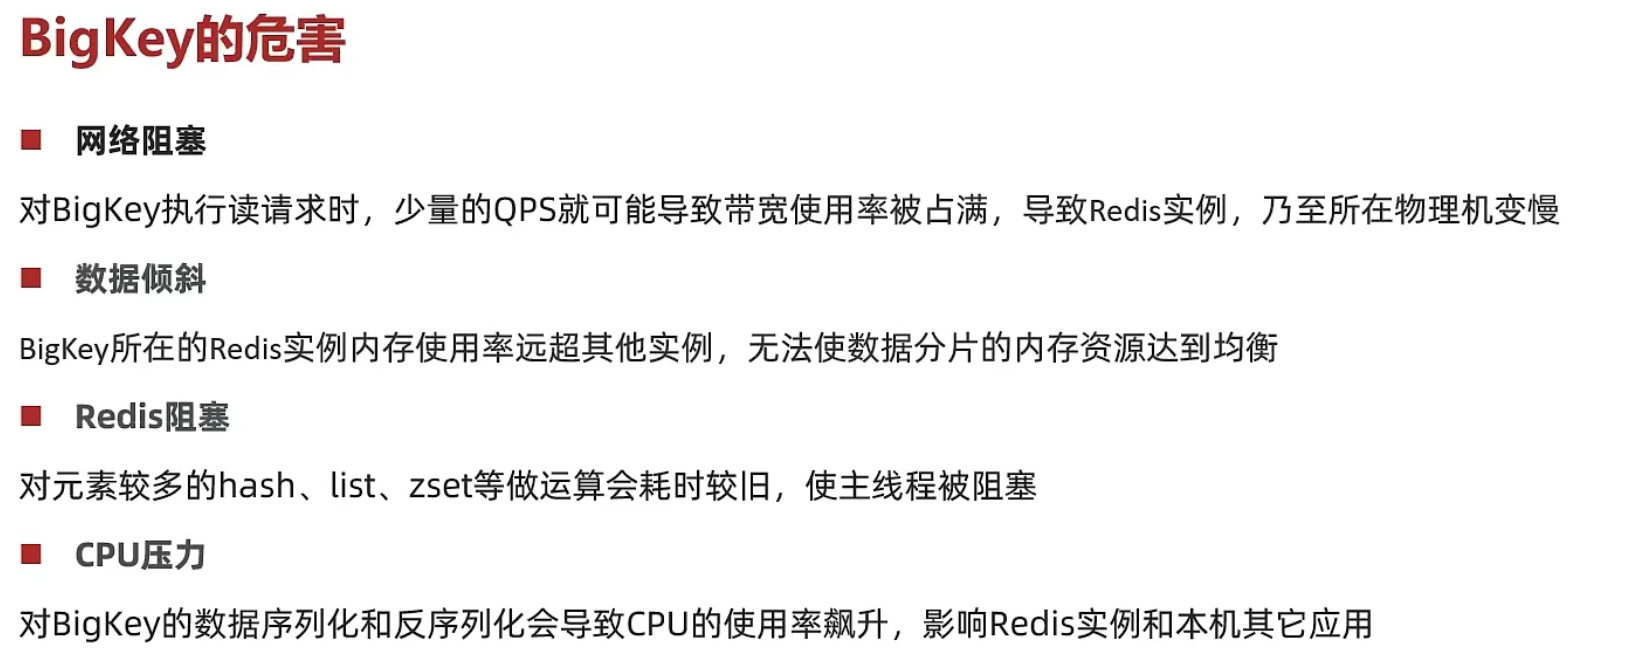 BigKey的危害
网络阻塞
对BigKey执行读请求时，少量的QPS就可能导致带宽使用率被占满，导致Redis实例，乃至所在物理机变慢
数据倾斜
BigKey所在的Redis实例内存使用率远超其他实例，无法使数据分片的内存资源达到均衡
Redis阻塞
对元素较多的hash、list、zset等做运算会耗时较旧，使主线程被阻塞
CPU压力
对BigKey的数据序列化和反序列化会导致CPU的使用率飙升，影响Redis实例和本机其它应用